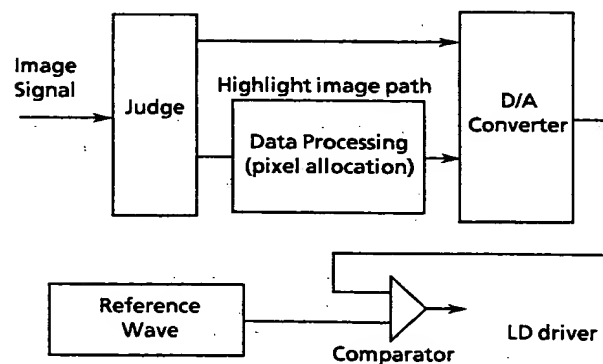 Image
Signal
Judge
Highlight image path
Data Processing
(pixel allocation)
D/A
Converter
Reference
Wave
Comparator
LD driver